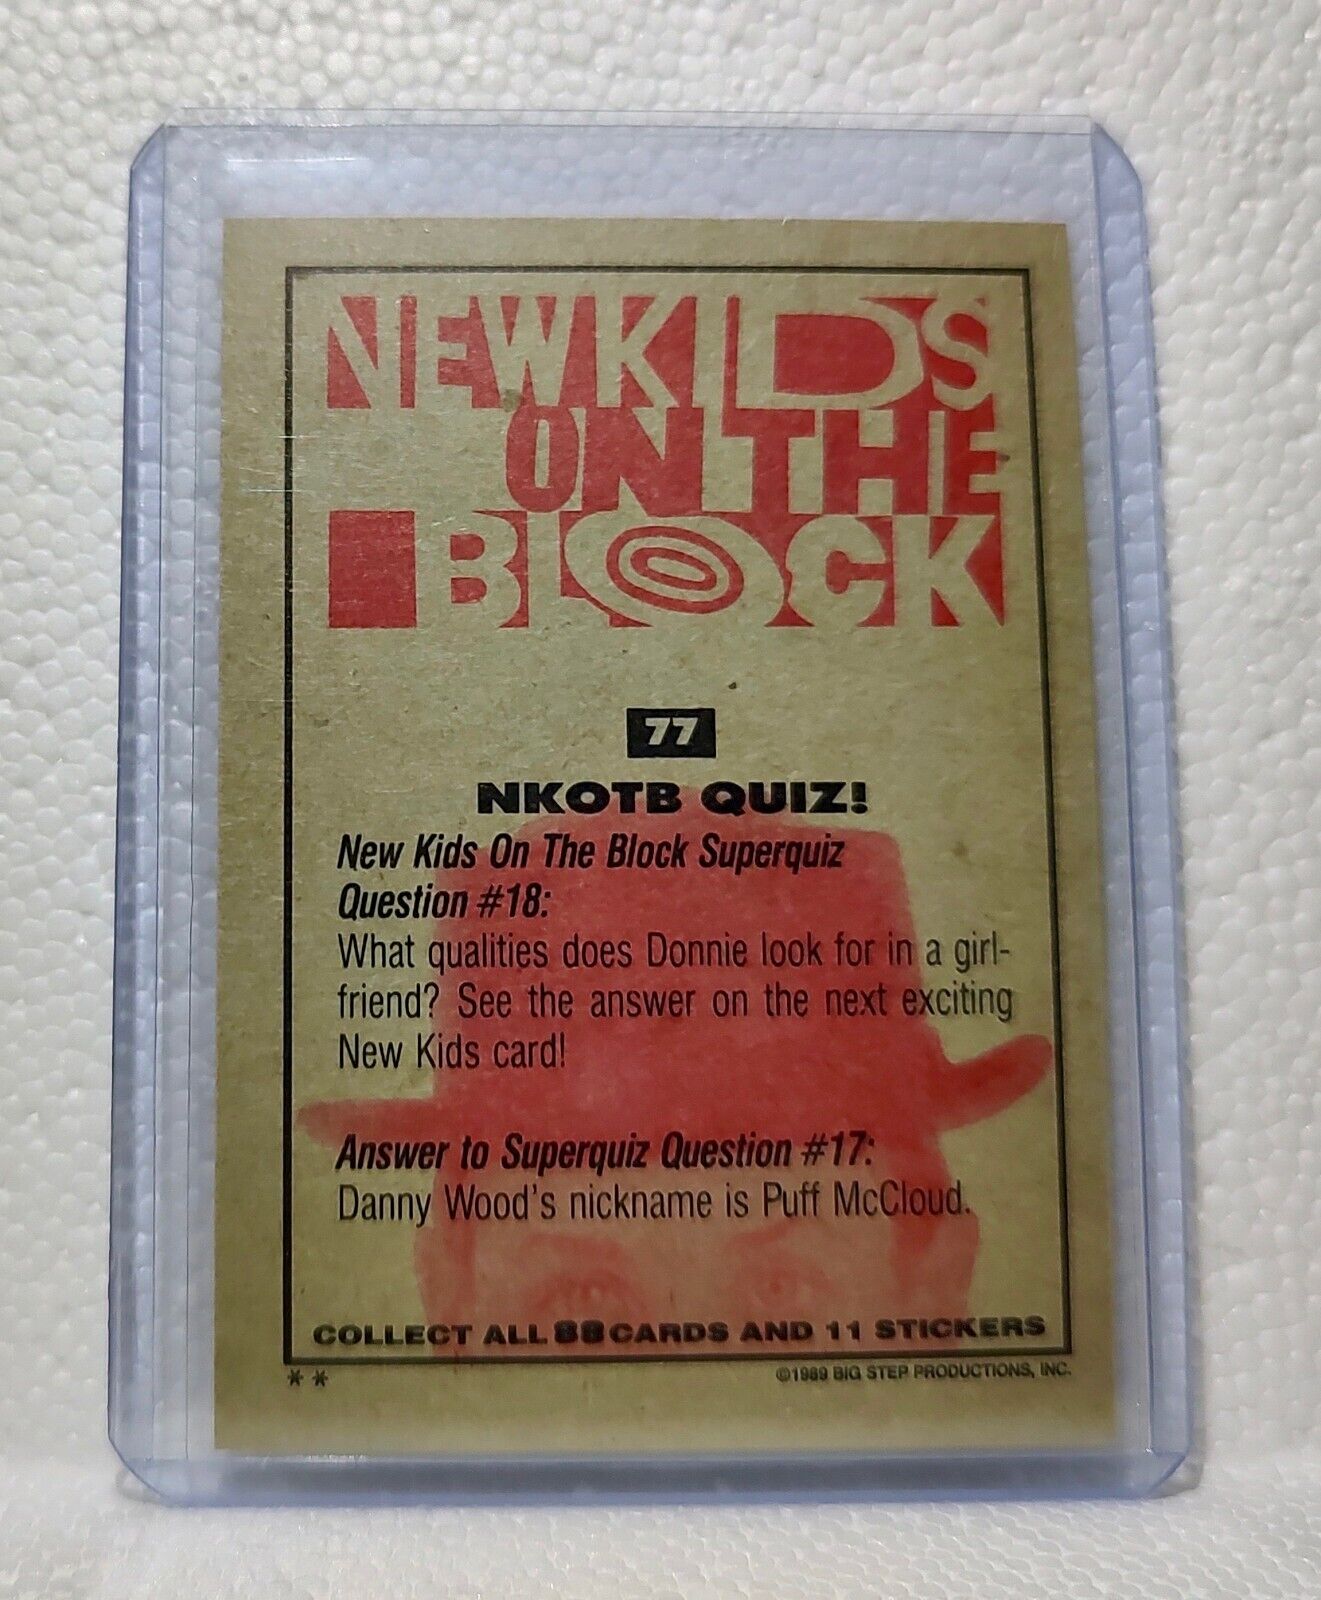 NEW KIDS
ON THE
BLOCK
77
NKOTB QUIZ!
New Kids On The Block Superquiz
Question #18:
What qualities does Donnie look for in a girl-
friend? See the answer on the next exciting
New Kids card!
Answer to Superquiz Question #17:
Danny Wood's nickname is Puff McCloud.
COLLECT ALL 88 CARDS AND 11 STICKERS
** ©1989 BIG STEP PRODUCTIONS, INC.